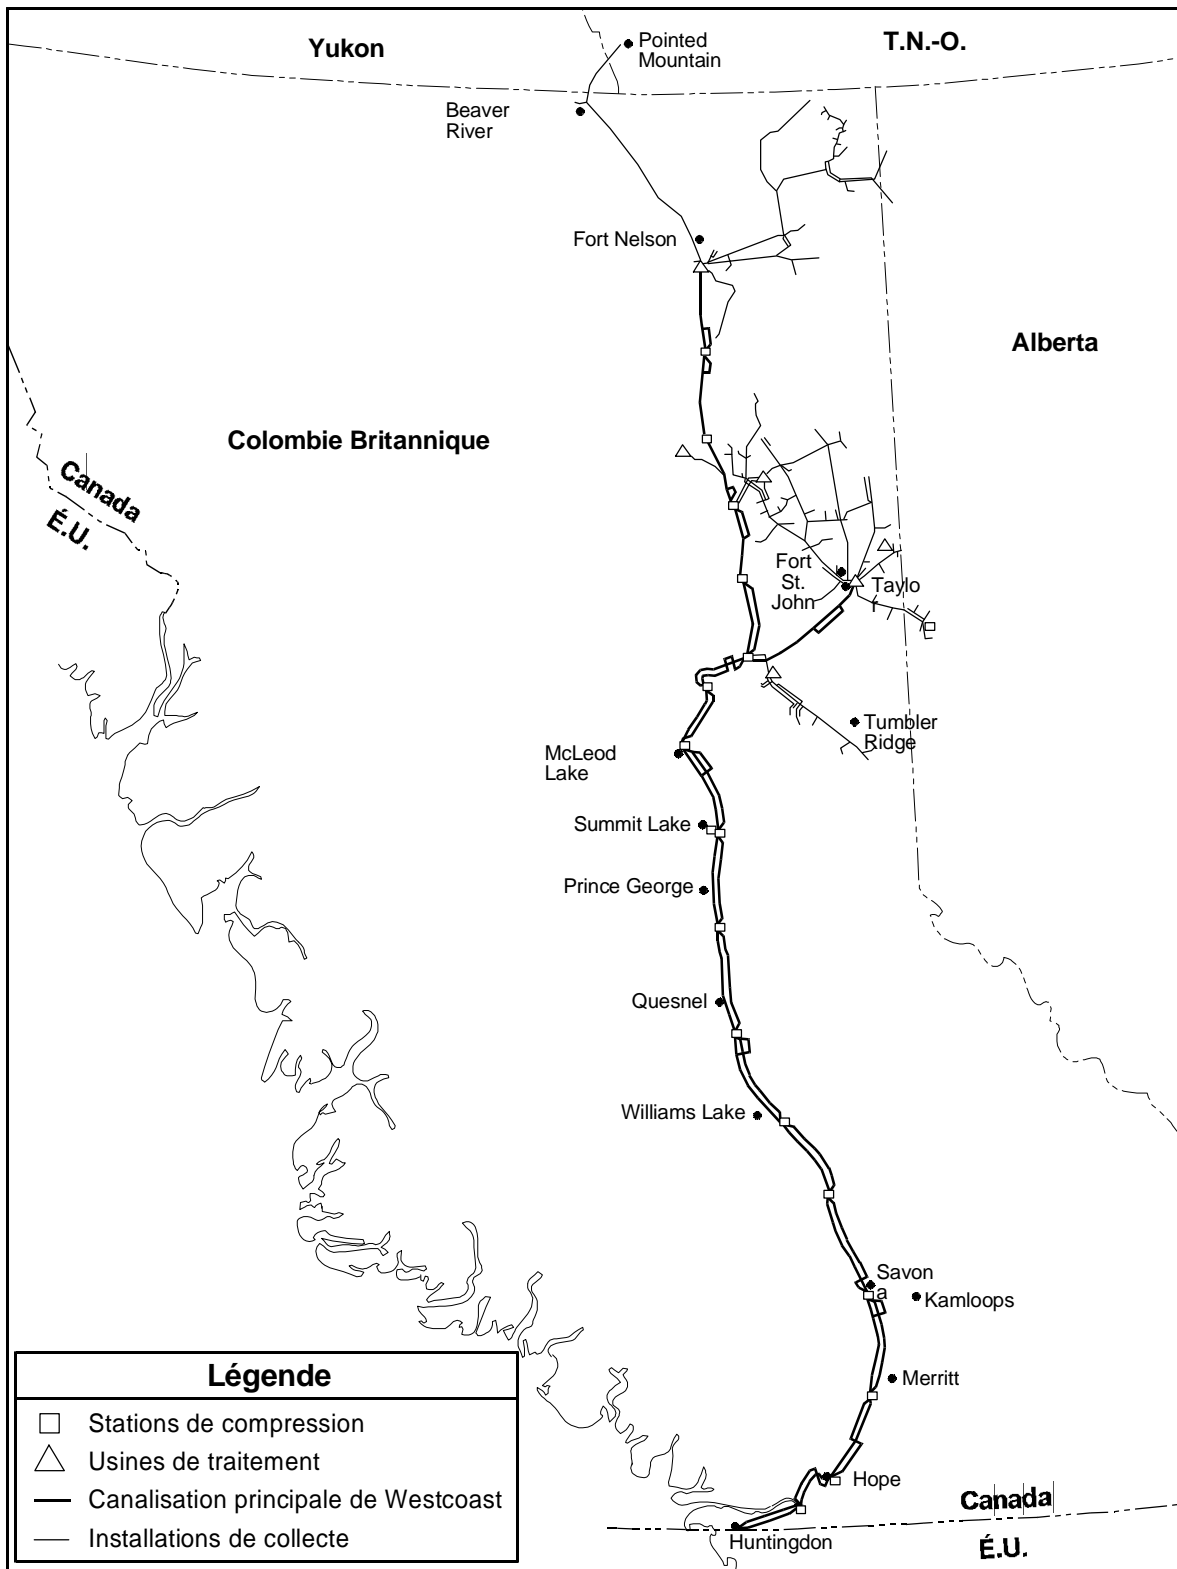 Yukon
Pointed
Mountain
T.N.-O.
Beaver
River
Fort Nelson
Alberta
Colombie Britannique
Canada
É.U.
Fort
St.
John
Taylo
r
Tumbler
Ridge
McLeod
Lake
Summit Lake
Prince George
Quesnel
Williams Lake
Savon
a
Kamloops
Merritt
Hope
Huntingdon
Canada
É.U.
Légende
Stations de compression
Usines de traitement
Canalisation principale de Westcoast
Installations de collecte